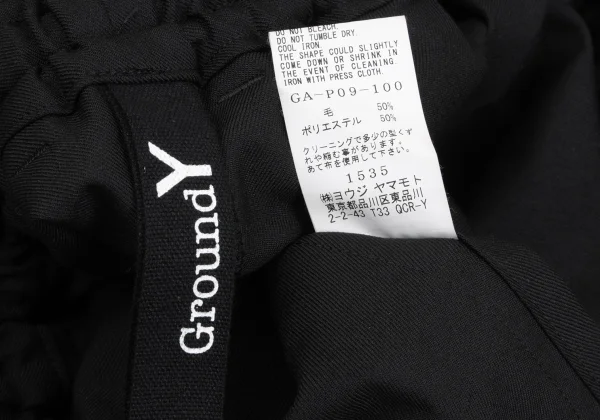 DO NOT BLEACH.
DO NOT TUMBLE DRY.
COOL IRON.
THE SHAPE COULD SLIGHTLY
COME DOWN OR SHRINK IN
THE EVENT OF CLEANING.
IRON WITH PRESS CLOTH.
GA-P09-100
毛 50%
ポリエステル 50%
クリーニングで多少の型くず
れや縮む事があります。
あて布を使用して下さい。
1535
㈱ヨウジ ヤマモト
東京都品川区東品川
2-2-43 T33 QCR-Y
GroundY